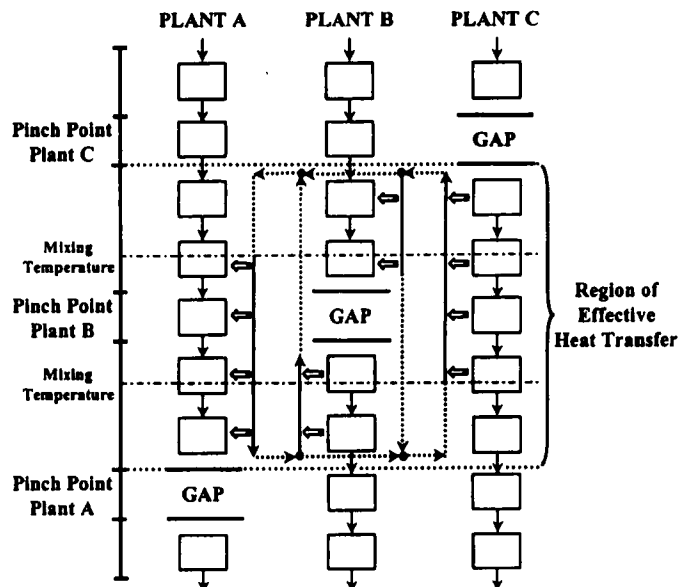 PLANT A PLANT B PLANT C
Pinch Point
Plant C
GAP
Mixing
Temperature
Pinch Point
Plant B
GAP
Region of
Effective
Heat Transfer
Mixing
Temperature
Pinch Point
Plant A
GAP